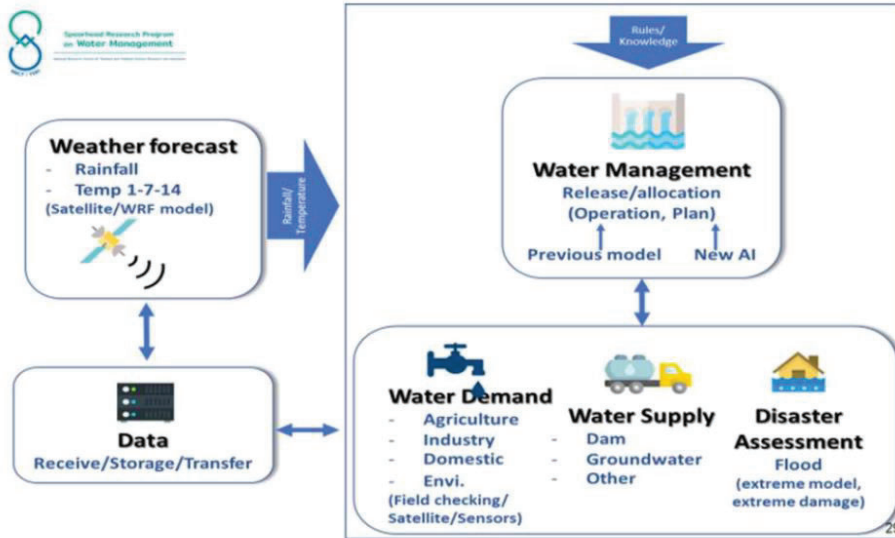 Spearhead Research Program
on Water Management
Rules/
Knowledge
Weather forecast
- Rainfall
- Temp 1-7-14
(Satellite/WRF model)
Rainfall/
Temperature
Water Management
Release/allocation
(Operation, Plan)
Previous model
New AI
Data
Receive/Storage/Transfer
Water Demand
- Agriculture
- Industry
- Domestic
- Envi.
(Field checking/
Satellite/Sensors)
Water Supply
- Dam
- Groundwater
- Other
Disaster
Assessment
Flood
(extreme model,
extreme damage)